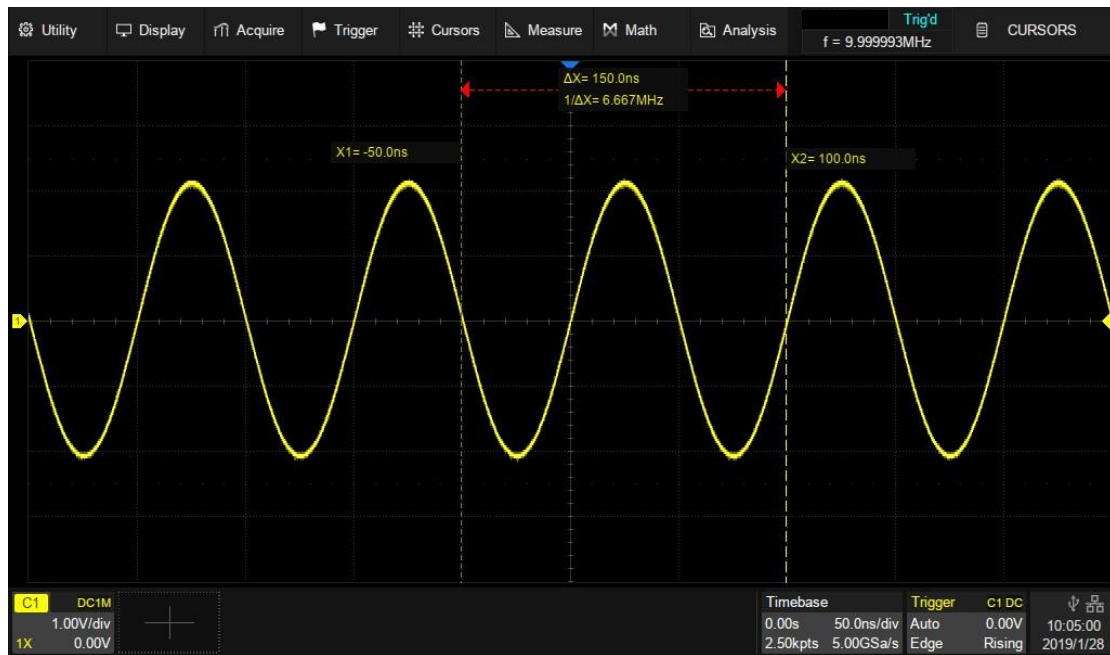 Utility Display Acquire Trigger Cursors Measure Math Analysis Trig'd CURSORS
f = 9.999993MHz
ΔX= 150.0ns
1/ΔX= 6.667MHz
X1= -50.0ns
X2= 100.0ns
1
C1 DC1M
1.00V/div
1X 0.00V
Timebase
0.00s 50.0ns/div
2.50kpts 5.00GSa/s
Trigger C1 DC
Auto 0.00V
Edge Rising
10:05:00
2019/1/28